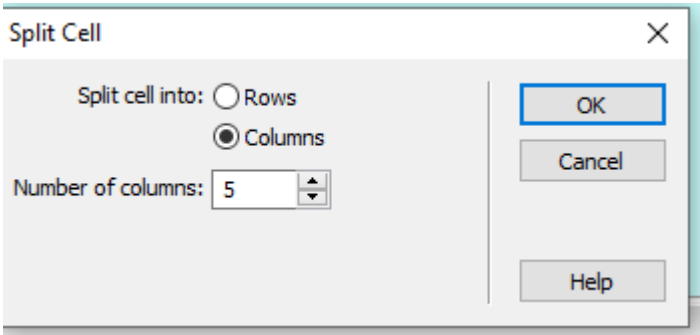 Split Cell
Split cell into: Rows
Columns
Number of columns: 5
OK
Cancel
Help